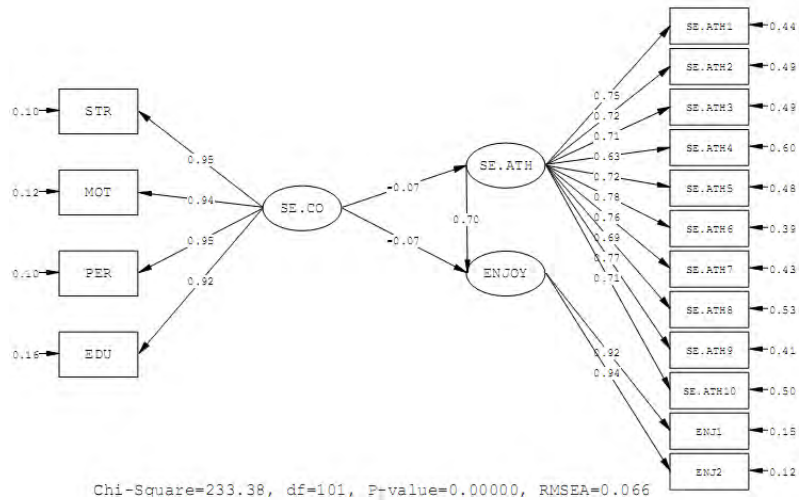 SE.ATH1 0.44
SE.ATH2 0.49
0.75
0.10 STR
0.72
SE.ATH3 0.49
0.71
SE.ATH4 0.60
0.63
0.95
SE.ATH
0.72
SE.ATH5 0.48
0.12 MOT
0.94
-0.07
0.78
SE.CO
0.70
0.76
SE.ATH6 0.39
0.69
-0.07
0.95
0.77
SE.ATH7 0.43
0.10 PER
0.92
ENJOY
0.71
SE.ATH8 0.53
0.16 EDU
SE.ATH9 0.41
0.92
0.94
SE.ATH10 0.50
ENJ1 0.15
ENJ2 0.12
Chi-Square=233.38, df=101, P-value=0.00000, RMSEA=0.066